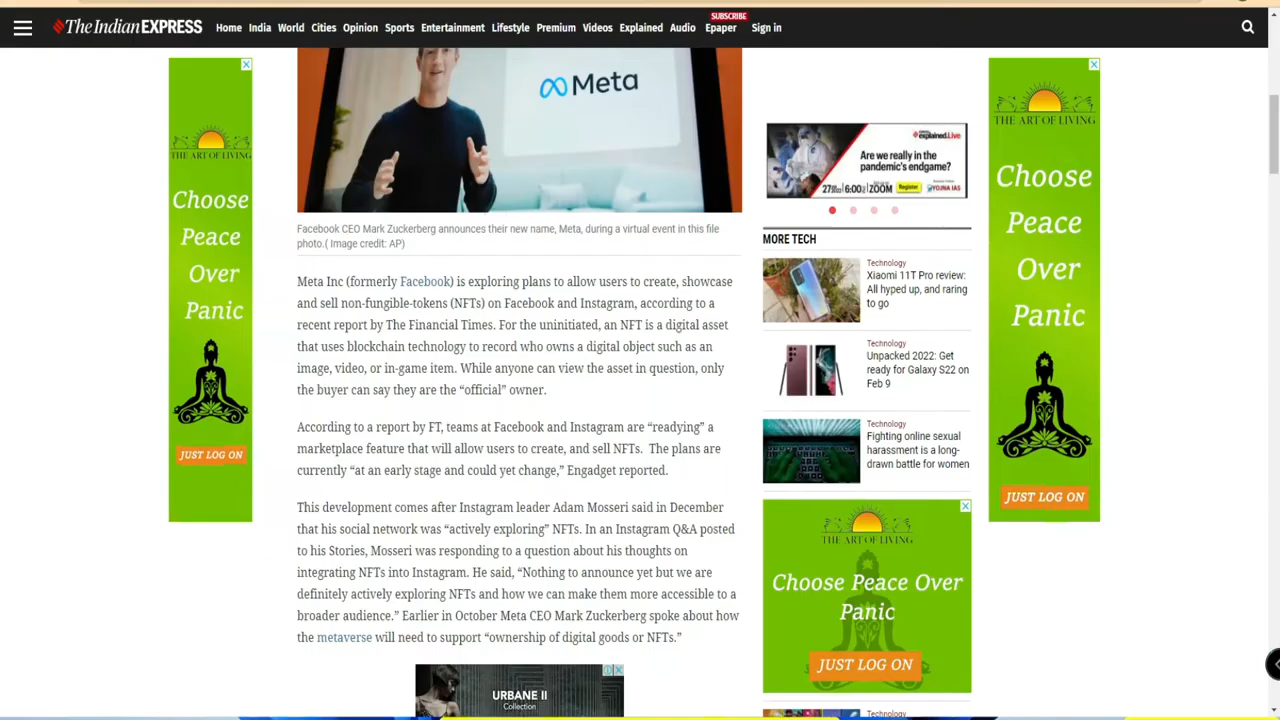 The Indian EXPRESS
Home India World Cities Opinion Sports Entertainment Lifestyle Premium Videos Explained Audio Epaper Sign in
SUBSCRIBE
THE ART OF LIVING
Choose
Peace
Over
Panic
JUST LOG ON
Meta
Facebook CEO Mark Zuckerberg announces their new name, Meta, during a virtual event in this file
photo.( Image credit: AP)
Meta Inc (formerly Facebook) is exploring plans to allow users to create, showcase
and sell non-fungible-tokens (NFTs) on Facebook and Instagram, according to a
recent report by The Financial Times. For the uninitiated, an NFT is a digital asset
that uses blockchain technology to record who owns a digital object such as an
image, video, or in-game item. While anyone can view the asset in question, only
the buyer can say they are the “official” owner.
According to a report by FT, teams at Facebook and Instagram are “readying” a
marketplace feature that will allow users to create, and sell NFTs.  The plans are
currently “at an early stage and could yet change,” Engadget reported.
This development comes after Instagram leader Adam Mosseri said in December
that his social network was “actively exploring” NFTs. In an Instagram Q&A posted
to his Stories, Mosseri was responding to a question about his thoughts on
integrating NFTs into Instagram. He said, “Nothing to announce yet but we are
definitely actively exploring NFTs and how we can make them more accessible to a
broader audience.” Earlier in October Meta CEO Mark Zuckerberg spoke about how
the metaverse will need to support “ownership of digital goods or NFTs.”
URBANE II
Collection
explained.Live
Are we really in the
pandemic's endgame?
6:00 ZOOM Register YOJNA IAS
MORE TECH
Technology
Xiaomi 11T Pro review:
All hyped up, and raring
to go
Technology
Unpacked 2022: Get
ready for Galaxy S22 on
Feb 9
Technology
Fighting online sexual
harassment is a long-
drawn battle for women
THE ART OF LIVING
Choose Peace Over
Panic
JUST LOG ON
Technology
THE ART OF LIVING
Choose
Peace
Over
Panic
JUST LOG ON